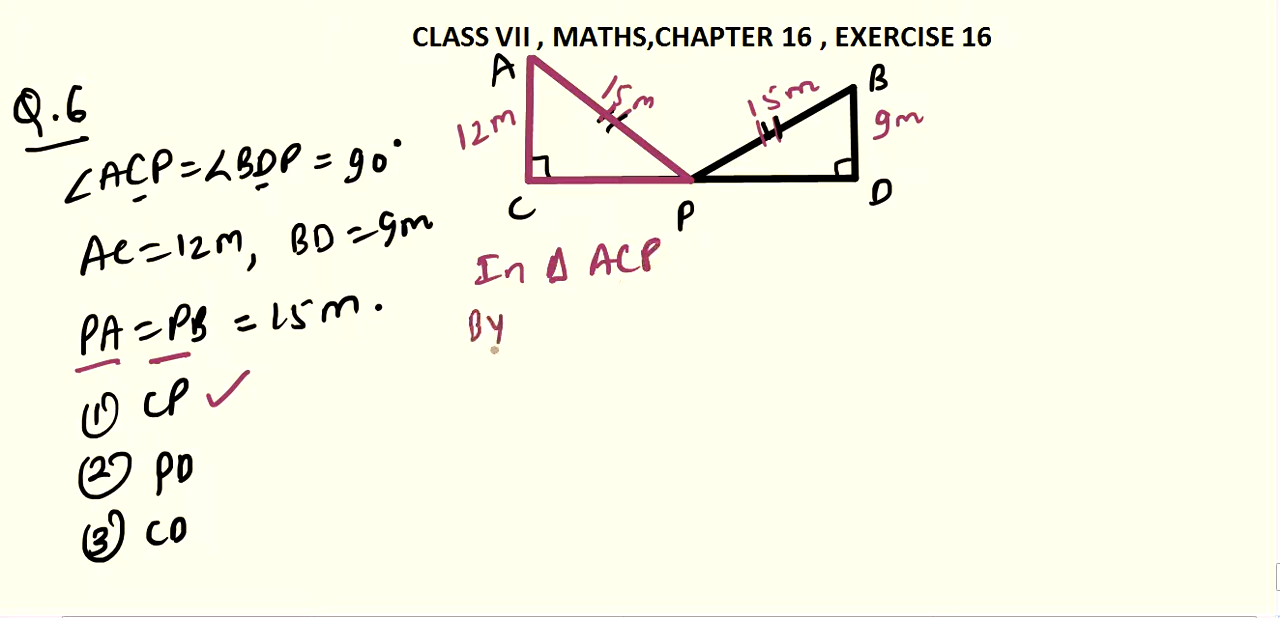 CLASS VII , MATHS,CHAPTER 16 , EXERCISE 16
Q.6
∠ACP=∠BDP = 90°
AC=12m, BD=9m
PA=PB = 15m.
(1) CP ✓
(2) PD
(3) CD
A
12m
15m
C
P
15m
B
9m
D
In Δ ACP
By